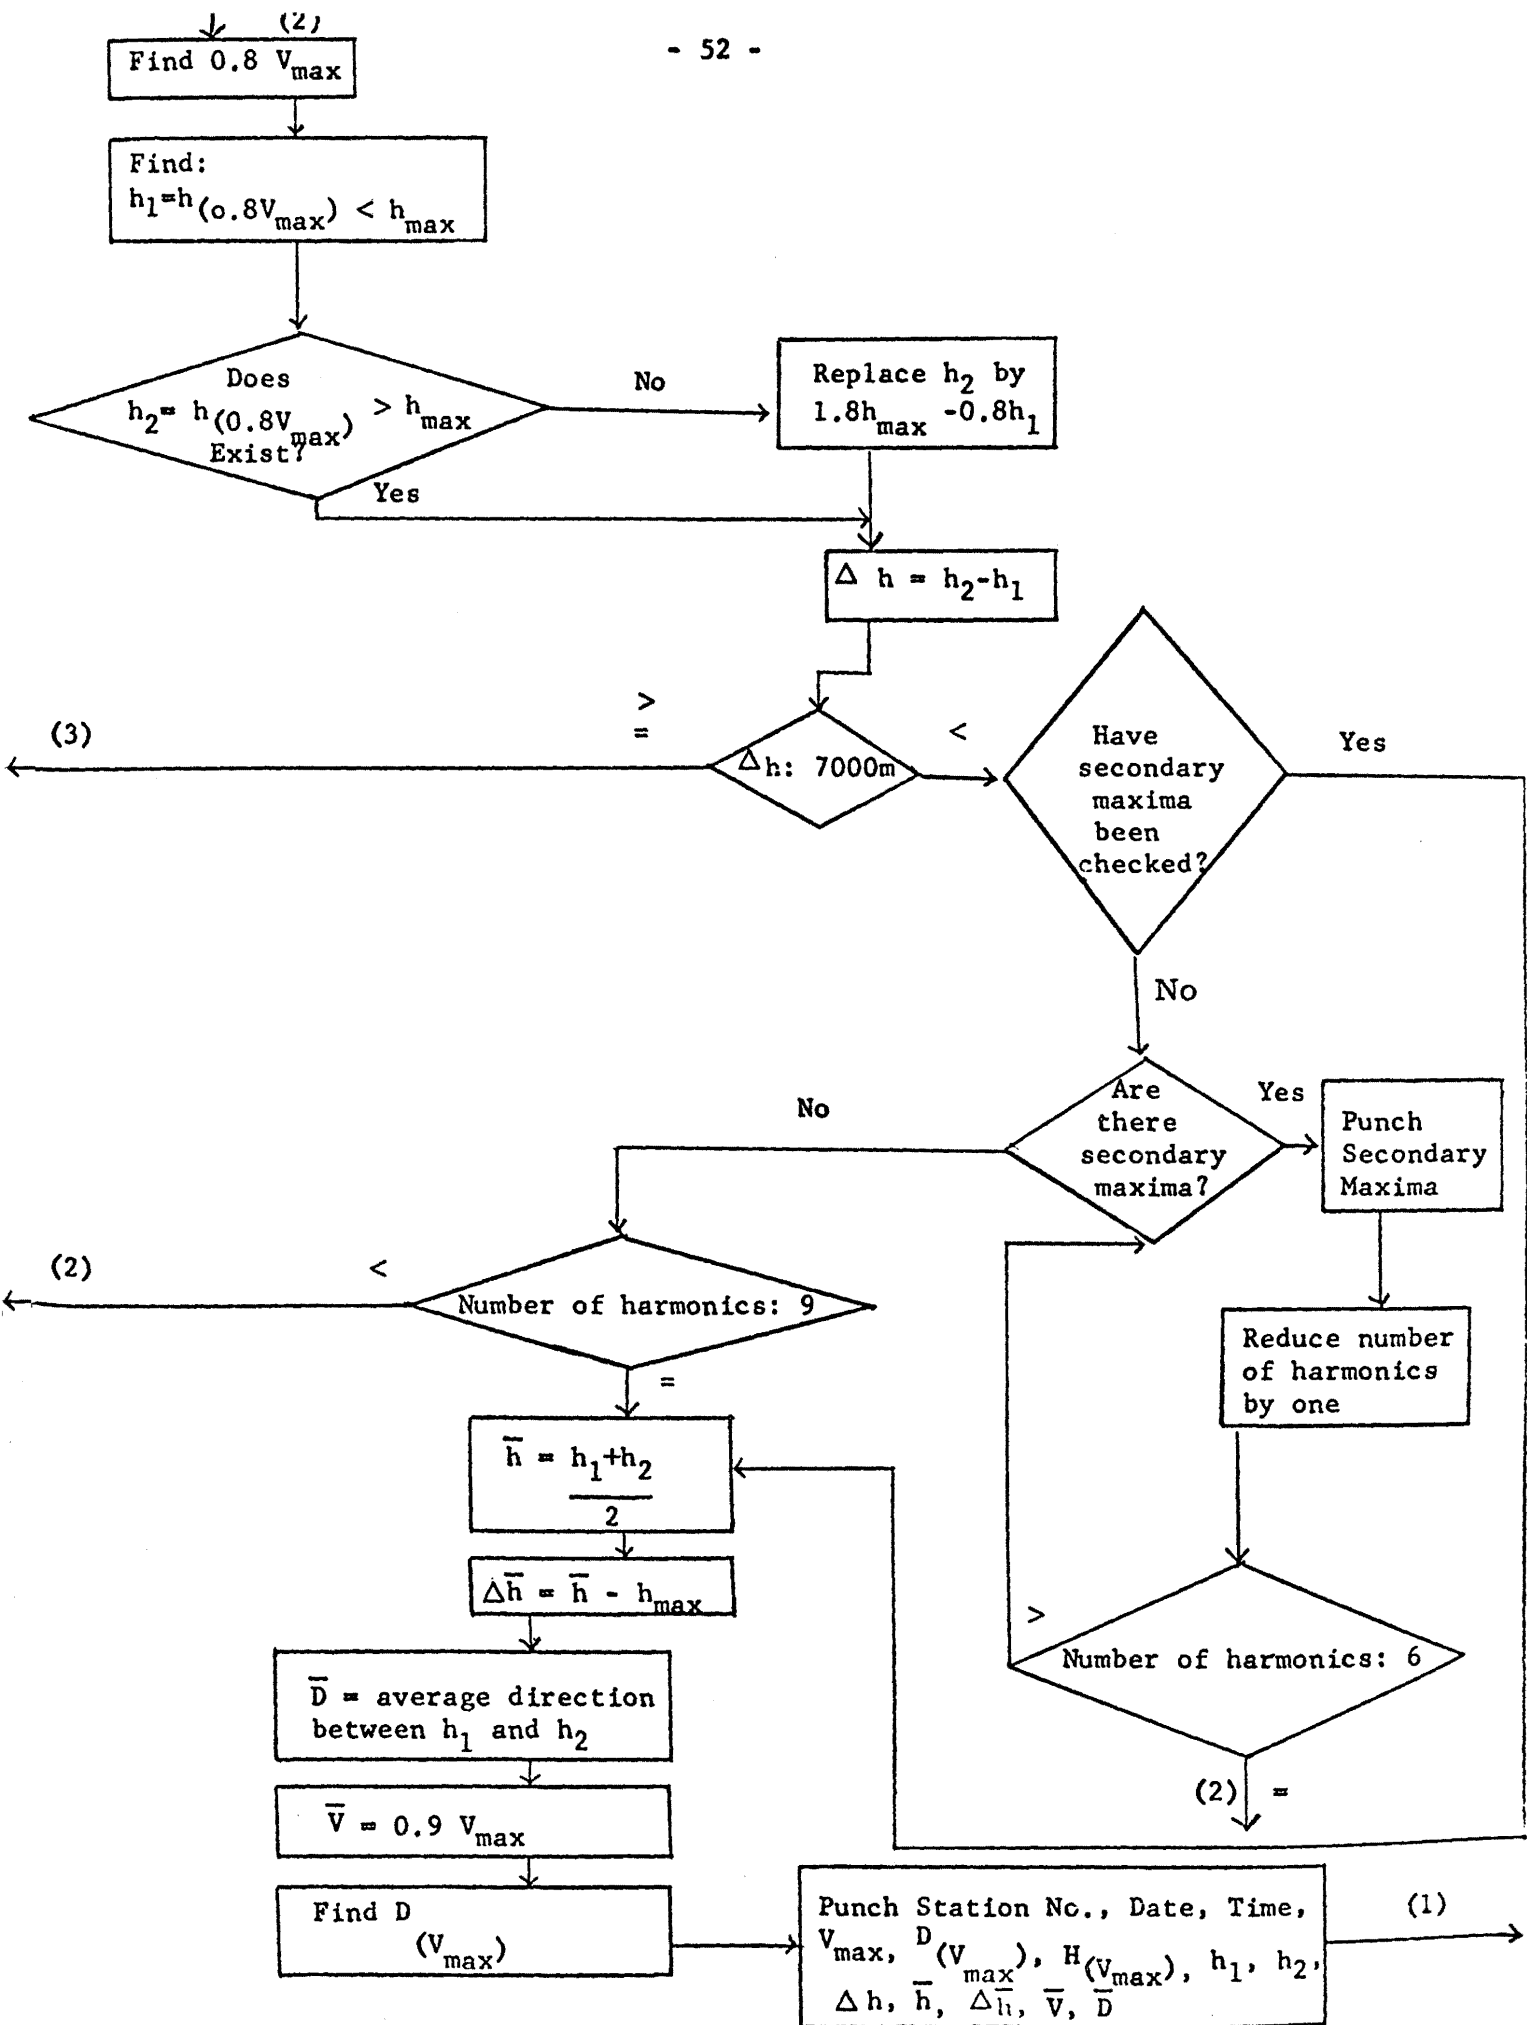 (2)
- 52 -
Find 0.8 Vmax
Find:
h1=h(o.8Vmax) < hmax
Does
h2= h(0.8Vmax) > hmax
Exist?
No
Yes
Replace h2 by
1.8hmax -0.8h1
Δ h = h2-h1
>
=
(3)
Δh: 7000m
<
Have
secondary
maxima
been
checked?
Yes
No
Are
there
secondary
maxima?
No
Yes
Punch
Secondary
Maxima
(2)
<
Number of harmonics: 9
=
Reduce number
of harmonics
by one
h̅ = h1+h2
2
Δh̅ = h̅ - hmax
>
Number of harmonics: 6
(2) =
D̅ = average direction
between h1 and h2
V̅ = 0.9 Vmax
Find D
(Vmax)
Punch Station No., Date, Time,
Vmax, D(Vmax), H(Vmax), h1, h2,
Δ h, h̅, Δh̅, V̅, D̅
(1)